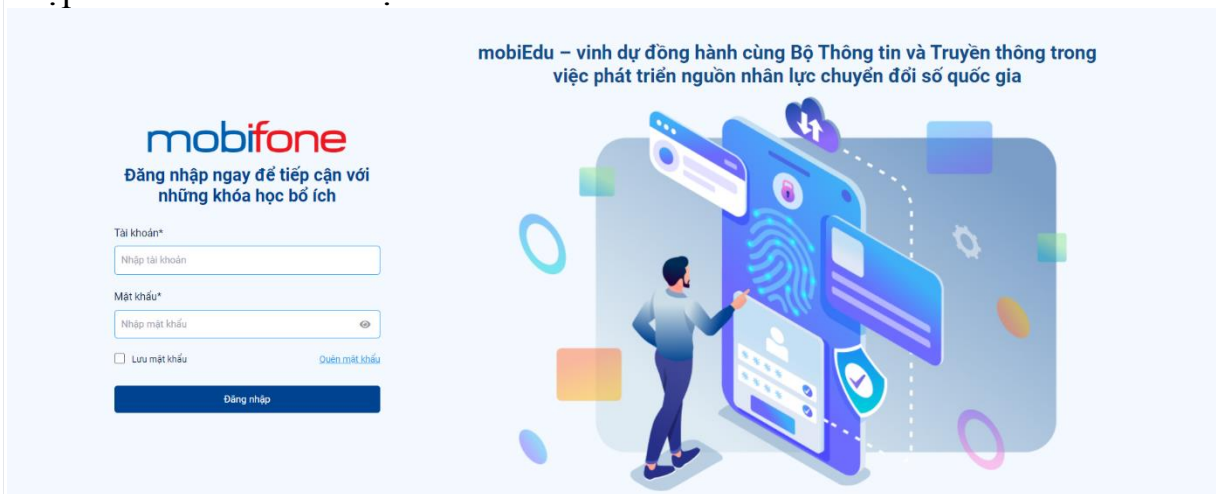 mobiEdu – vinh dự đồng hành cùng Bộ Thông tin và Truyền thông trong
việc phát triển nguồn nhân lực chuyển đổi số quốc gia
mobifone
Đăng nhập ngay để tiếp cận với
những khóa học bổ ích
Tài khoản*
Nhập tài khoản
Mật khẩu*
Nhập mật khẩu
Lưu mật khẩu
Quên mật khẩu
Đăng nhập